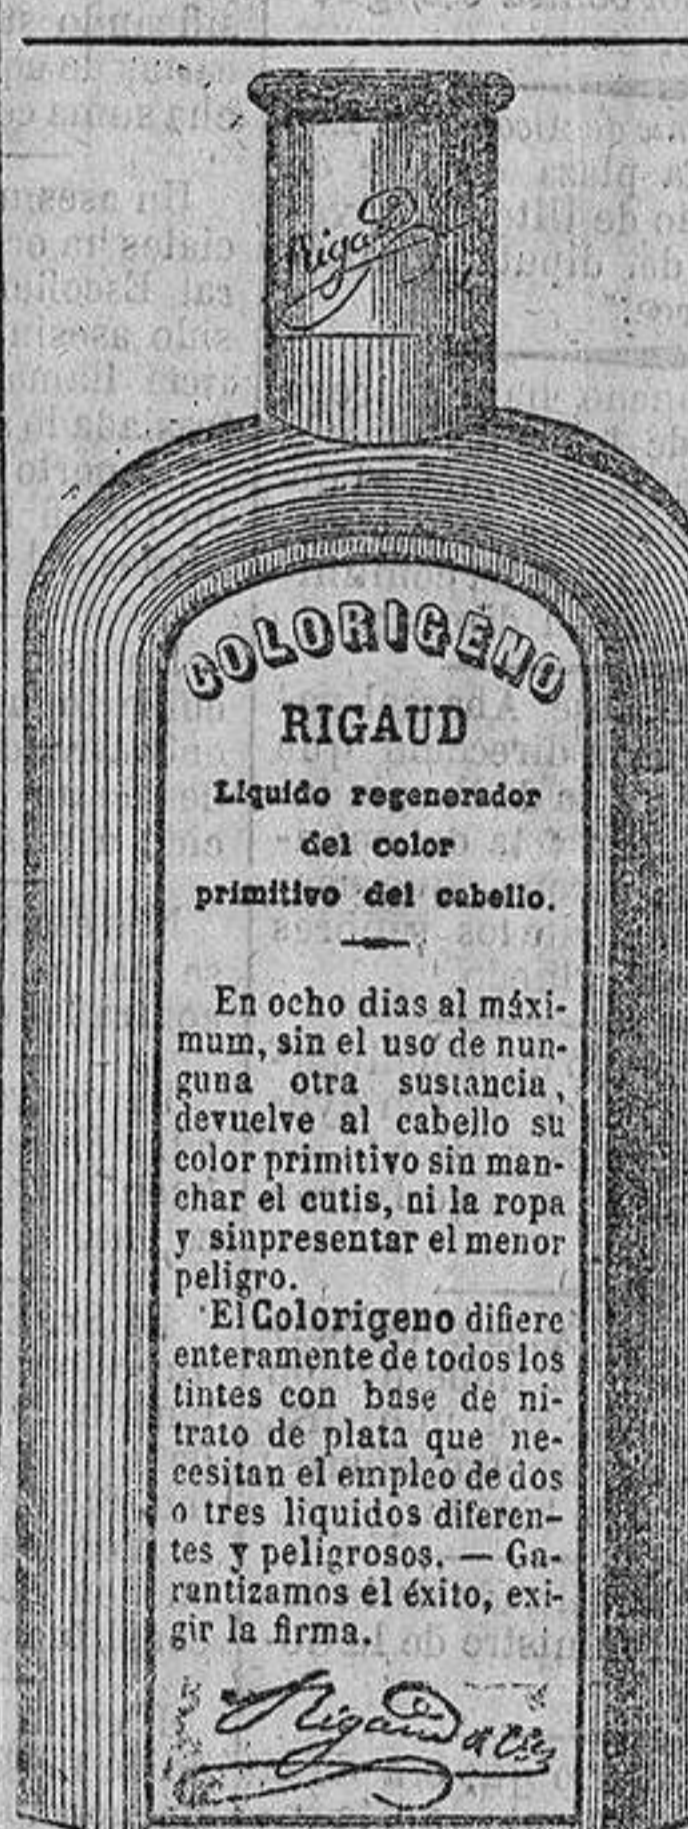 Rigaud
COLORIGÉNO
RIGAUD
Líquido regenerador
del color
primitivo del cabello.
En ocho dias al máxi-
mum, sin el uso de nun-
guna otra sustancia,
devuelve al cabello su
color primitivo sin man-
char el cutis, ni la ropa
y sinpresentar el menor
peligro.
El Colorigeno difiere
enteramente de todos los
tintes con base de ni-
trato de plata que ne-
cesitan el empleo de dos
o tres liquidos diferen-
tes y peligrosos. — Ga-
rantizamos el éxito, exi-
gir la firma.
Rigaud & Cie